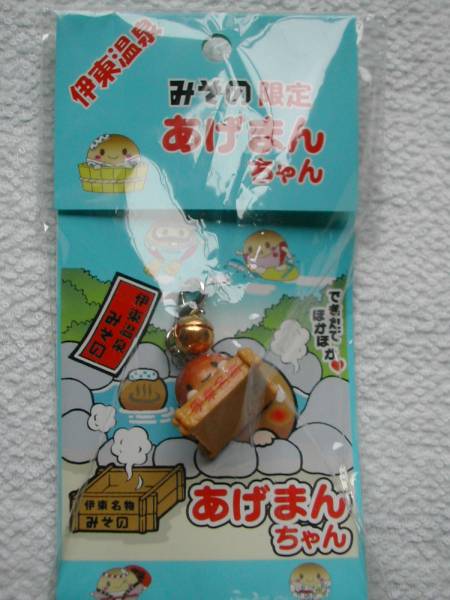 伊東温泉
みその 限定
あげまん
ちゃん
伊東名物
みその
できたて
ほかほか
伊東名物
みその
あげまん
ちゃん